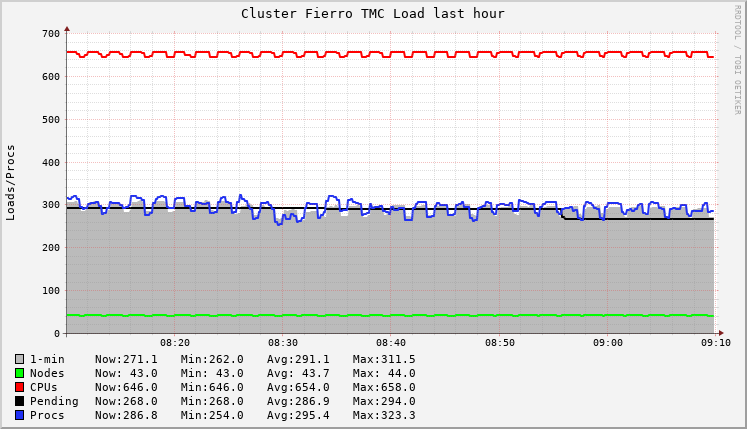 Cluster Fierro TMC Load last hour
RRDTOOL / TOBI OETIKER
Loads/Procs
700
600
500
400
300
200
100
0
08:20 08:30 08:40 08:50 09:00 09:10
1-min Now:271.1 Min:262.0 Avg:291.1 Max:311.5
Nodes Now: 43.0 Min: 43.0 Avg: 43.7 Max: 44.0
CPUs Now:646.0 Min:646.0 Avg:654.0 Max:658.0
Pending Now:268.0 Min:268.0 Avg:286.9 Max:294.0
Procs Now:286.8 Min:254.0 Avg:295.4 Max:323.3